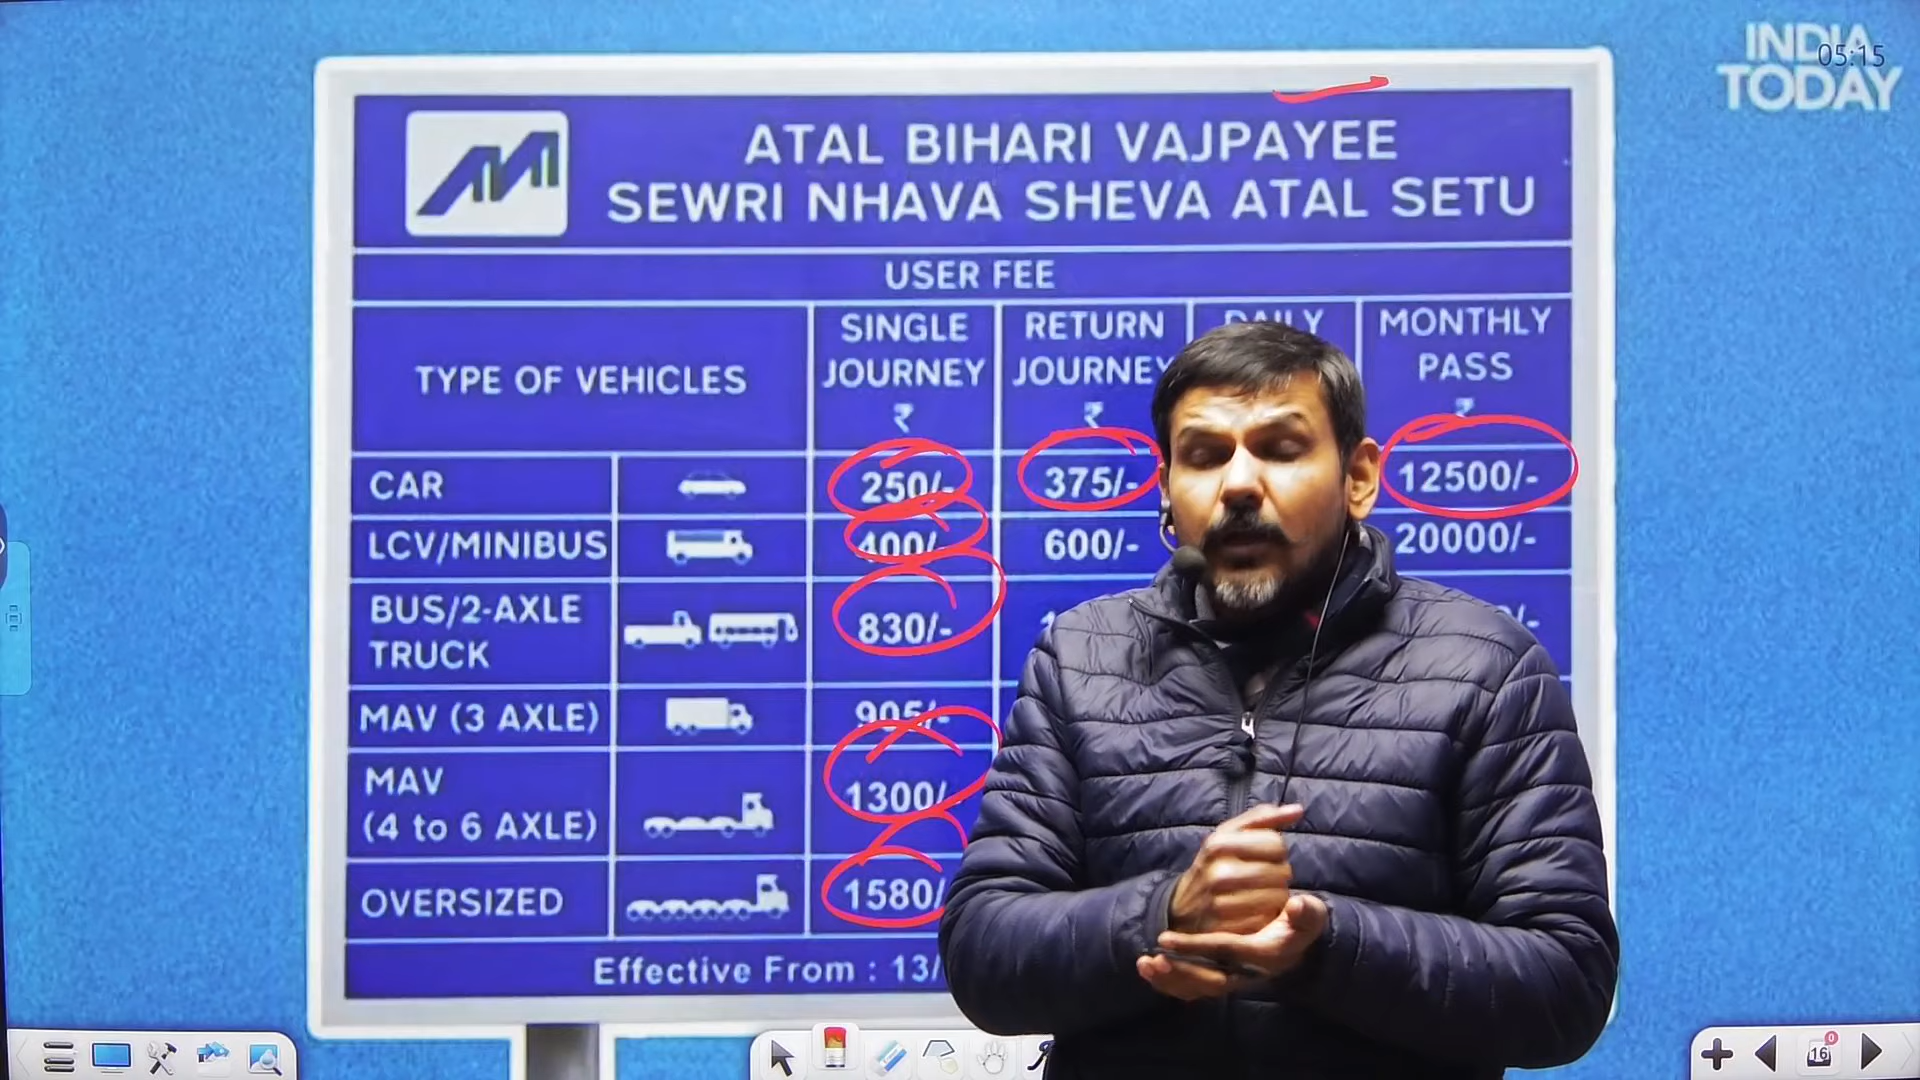 INDIA
TODAY
05:15
ATAL BIHARI VAJPAYEE
SEWRI NHAVA SHEVA ATAL SETU
USER FEE
TYPE OF VEHICLES
SINGLE
JOURNEY
₹
RETURN
JOURNEY
₹
DAILY
MONTHLY
PASS
₹
CAR 250/- 375/- 12500/-
LCV/MINIBUS 400/- 600/- 20000/-
BUS/2-AXLE
TRUCK
830/-
MAV (3 AXLE) 905/-
MAV
(4 to 6 AXLE)
1300/-
OVERSIZED 1580/
Effective From : 13/
16
0